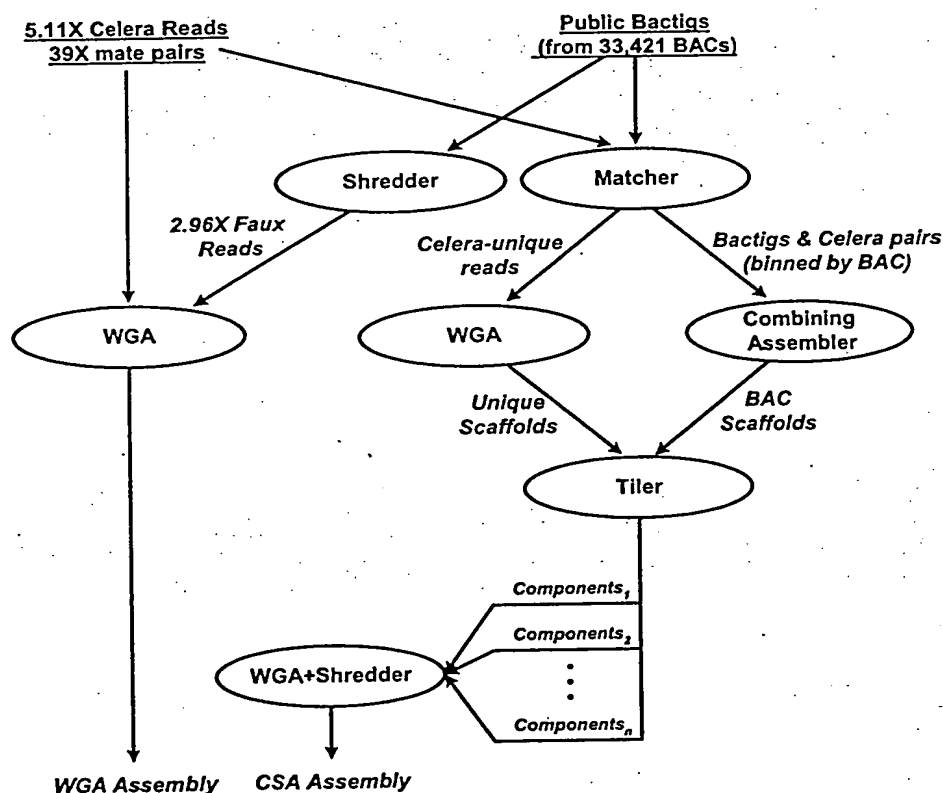 5.11X Celera Reads
39X mate pairs
Public Bactigs
(from 33,421 BACs)
Shredder
Matcher
2.96X Faux
Reads
Celera-unique
reads
Bactigs & Celera pairs
(binned by BAC)
WGA
WGA
Combining
Assembler
Unique
Scaffolds
BAC
Scaffolds
Tiler
Components1
Components2
WGA+Shredder
Componentsn
WGA Assembly
CSA Assembly